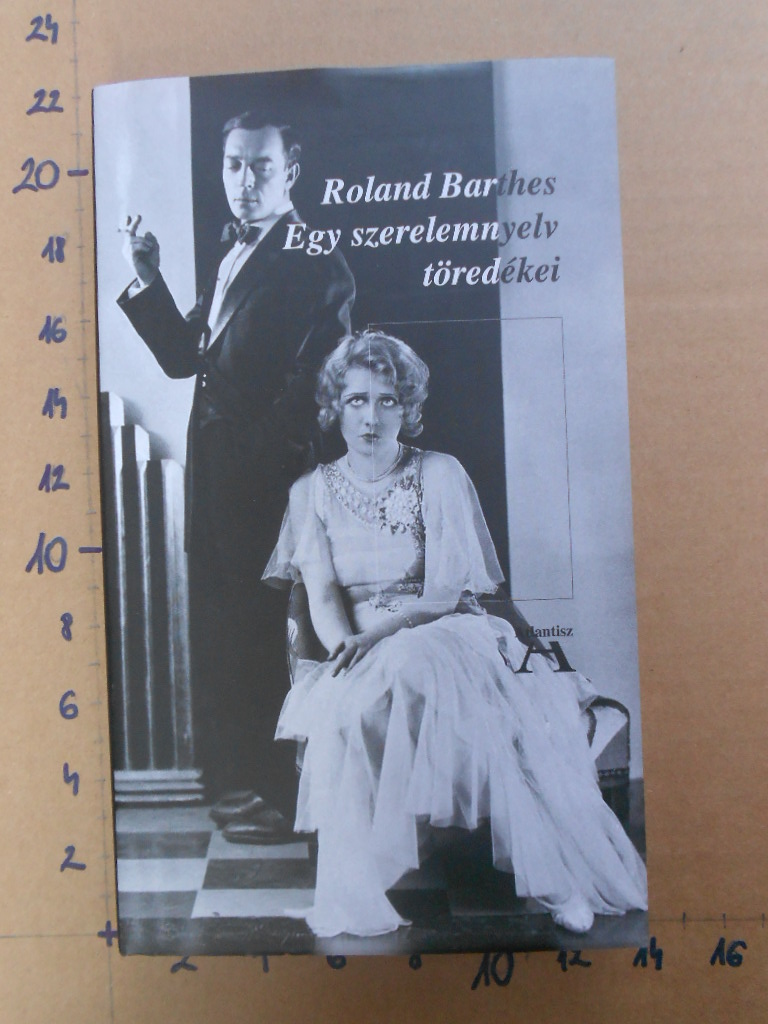 24
22
20
18
16
14
12
10
8
6
4
2
Roland Barthes
Egy szerelemnyelv
töredékei
Atlantisz
A
+
2 4 6 8 10 12 14 16